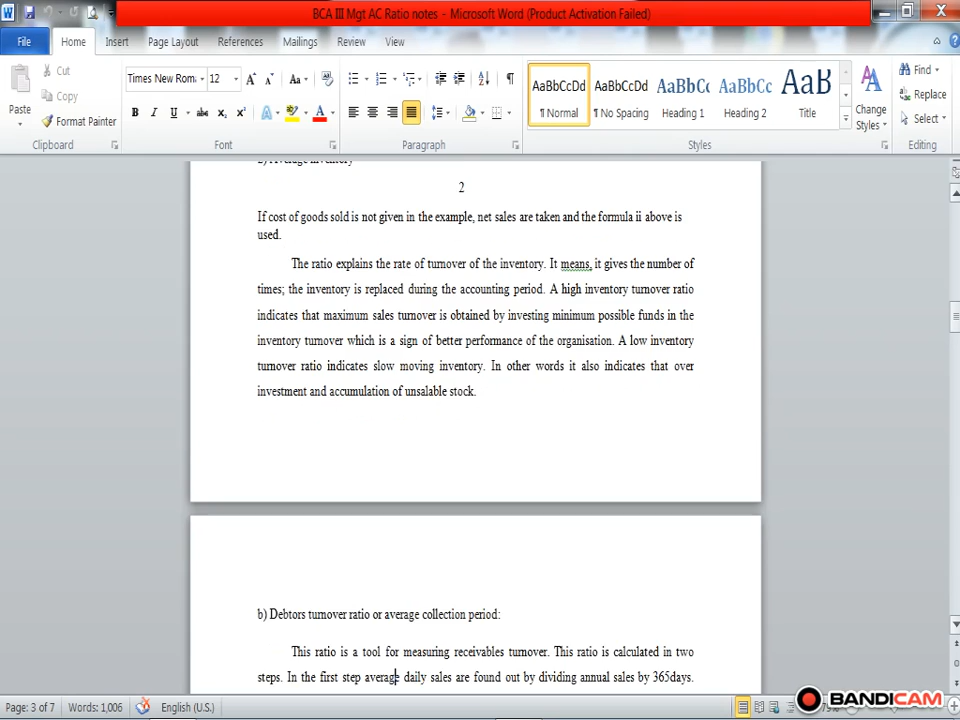 BCA III Mgt AC Ratio notes - Microsoft Word (Product Activation Failed)
File Home Insert Page Layout References Mailings Review View
Cut
Copy
Paste
Format Painter
Times New Rom 12
AaBbCcDd AaBbCcDd AaBbCc AaBbCc AaB
¶ Normal ¶ No Spacing Heading 1 Heading 2 Title
Change Styles
Find
Replace
Select
Clipboard Font Paragraph Styles Editing
2
If cost of goods sold is not given in the example, net sales are taken and the formula ii above is
used.
The ratio explains the rate of turnover of the inventory. It means, it gives the number of
times; the inventory is replaced during the accounting period. A high inventory turnover ratio
indicates that maximum sales turnover is obtained by investing minimum possible funds in the
inventory turnover which is a sign of better performance of the organisation. A low inventory
turnover ratio indicates slow moving inventory. In other words it also indicates that over
investment and accumulation of unsalable stock.
b) Debtors turnover ratio or average collection period:
This ratio is a tool for measuring receivables turnover. This ratio is calculated in two
steps. In the first step average daily sales are found out by dividing annual sales by 365days.
Page: 3 of 7 Words: 1,006 English (U.S.)
BANDICAM